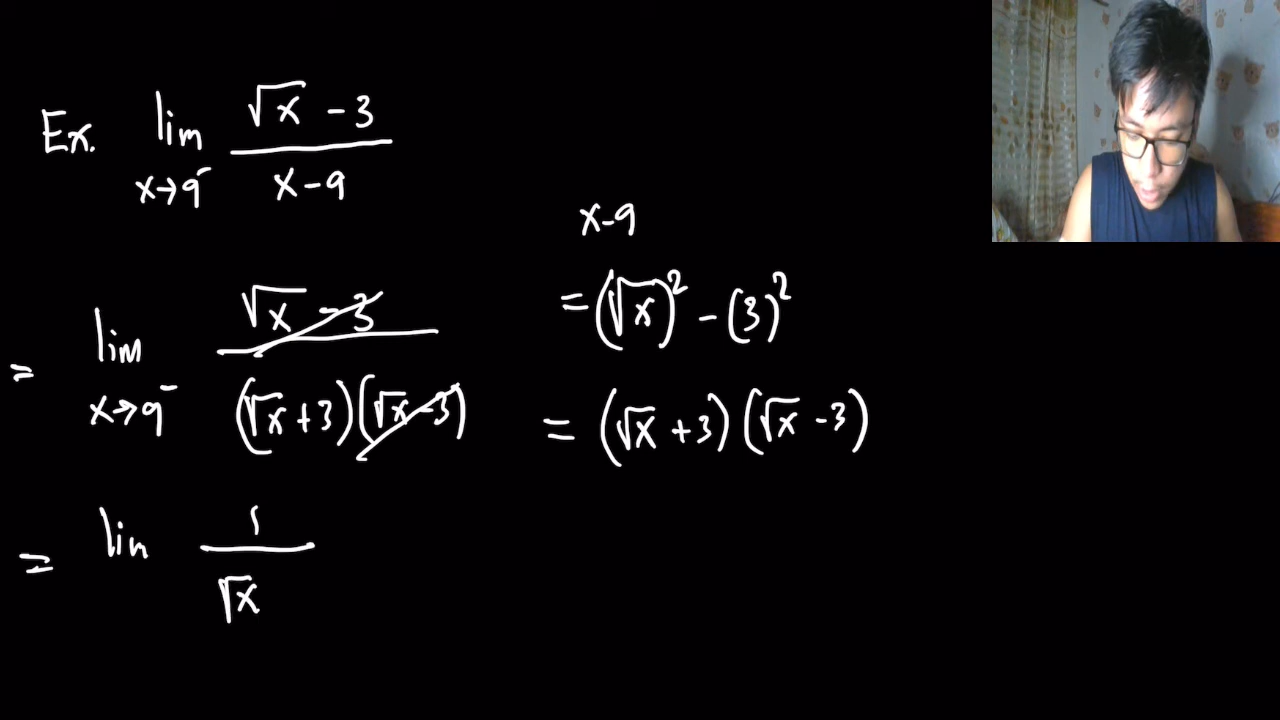 Ex. lim √x - 3
x→9⁻ x-9
x-9
= lim √x - 3
x→9⁻ (√x + 3)(√x - 3)
= (√x)² - (3)²
= (√x + 3)(√x - 3)
= lim 1
√x